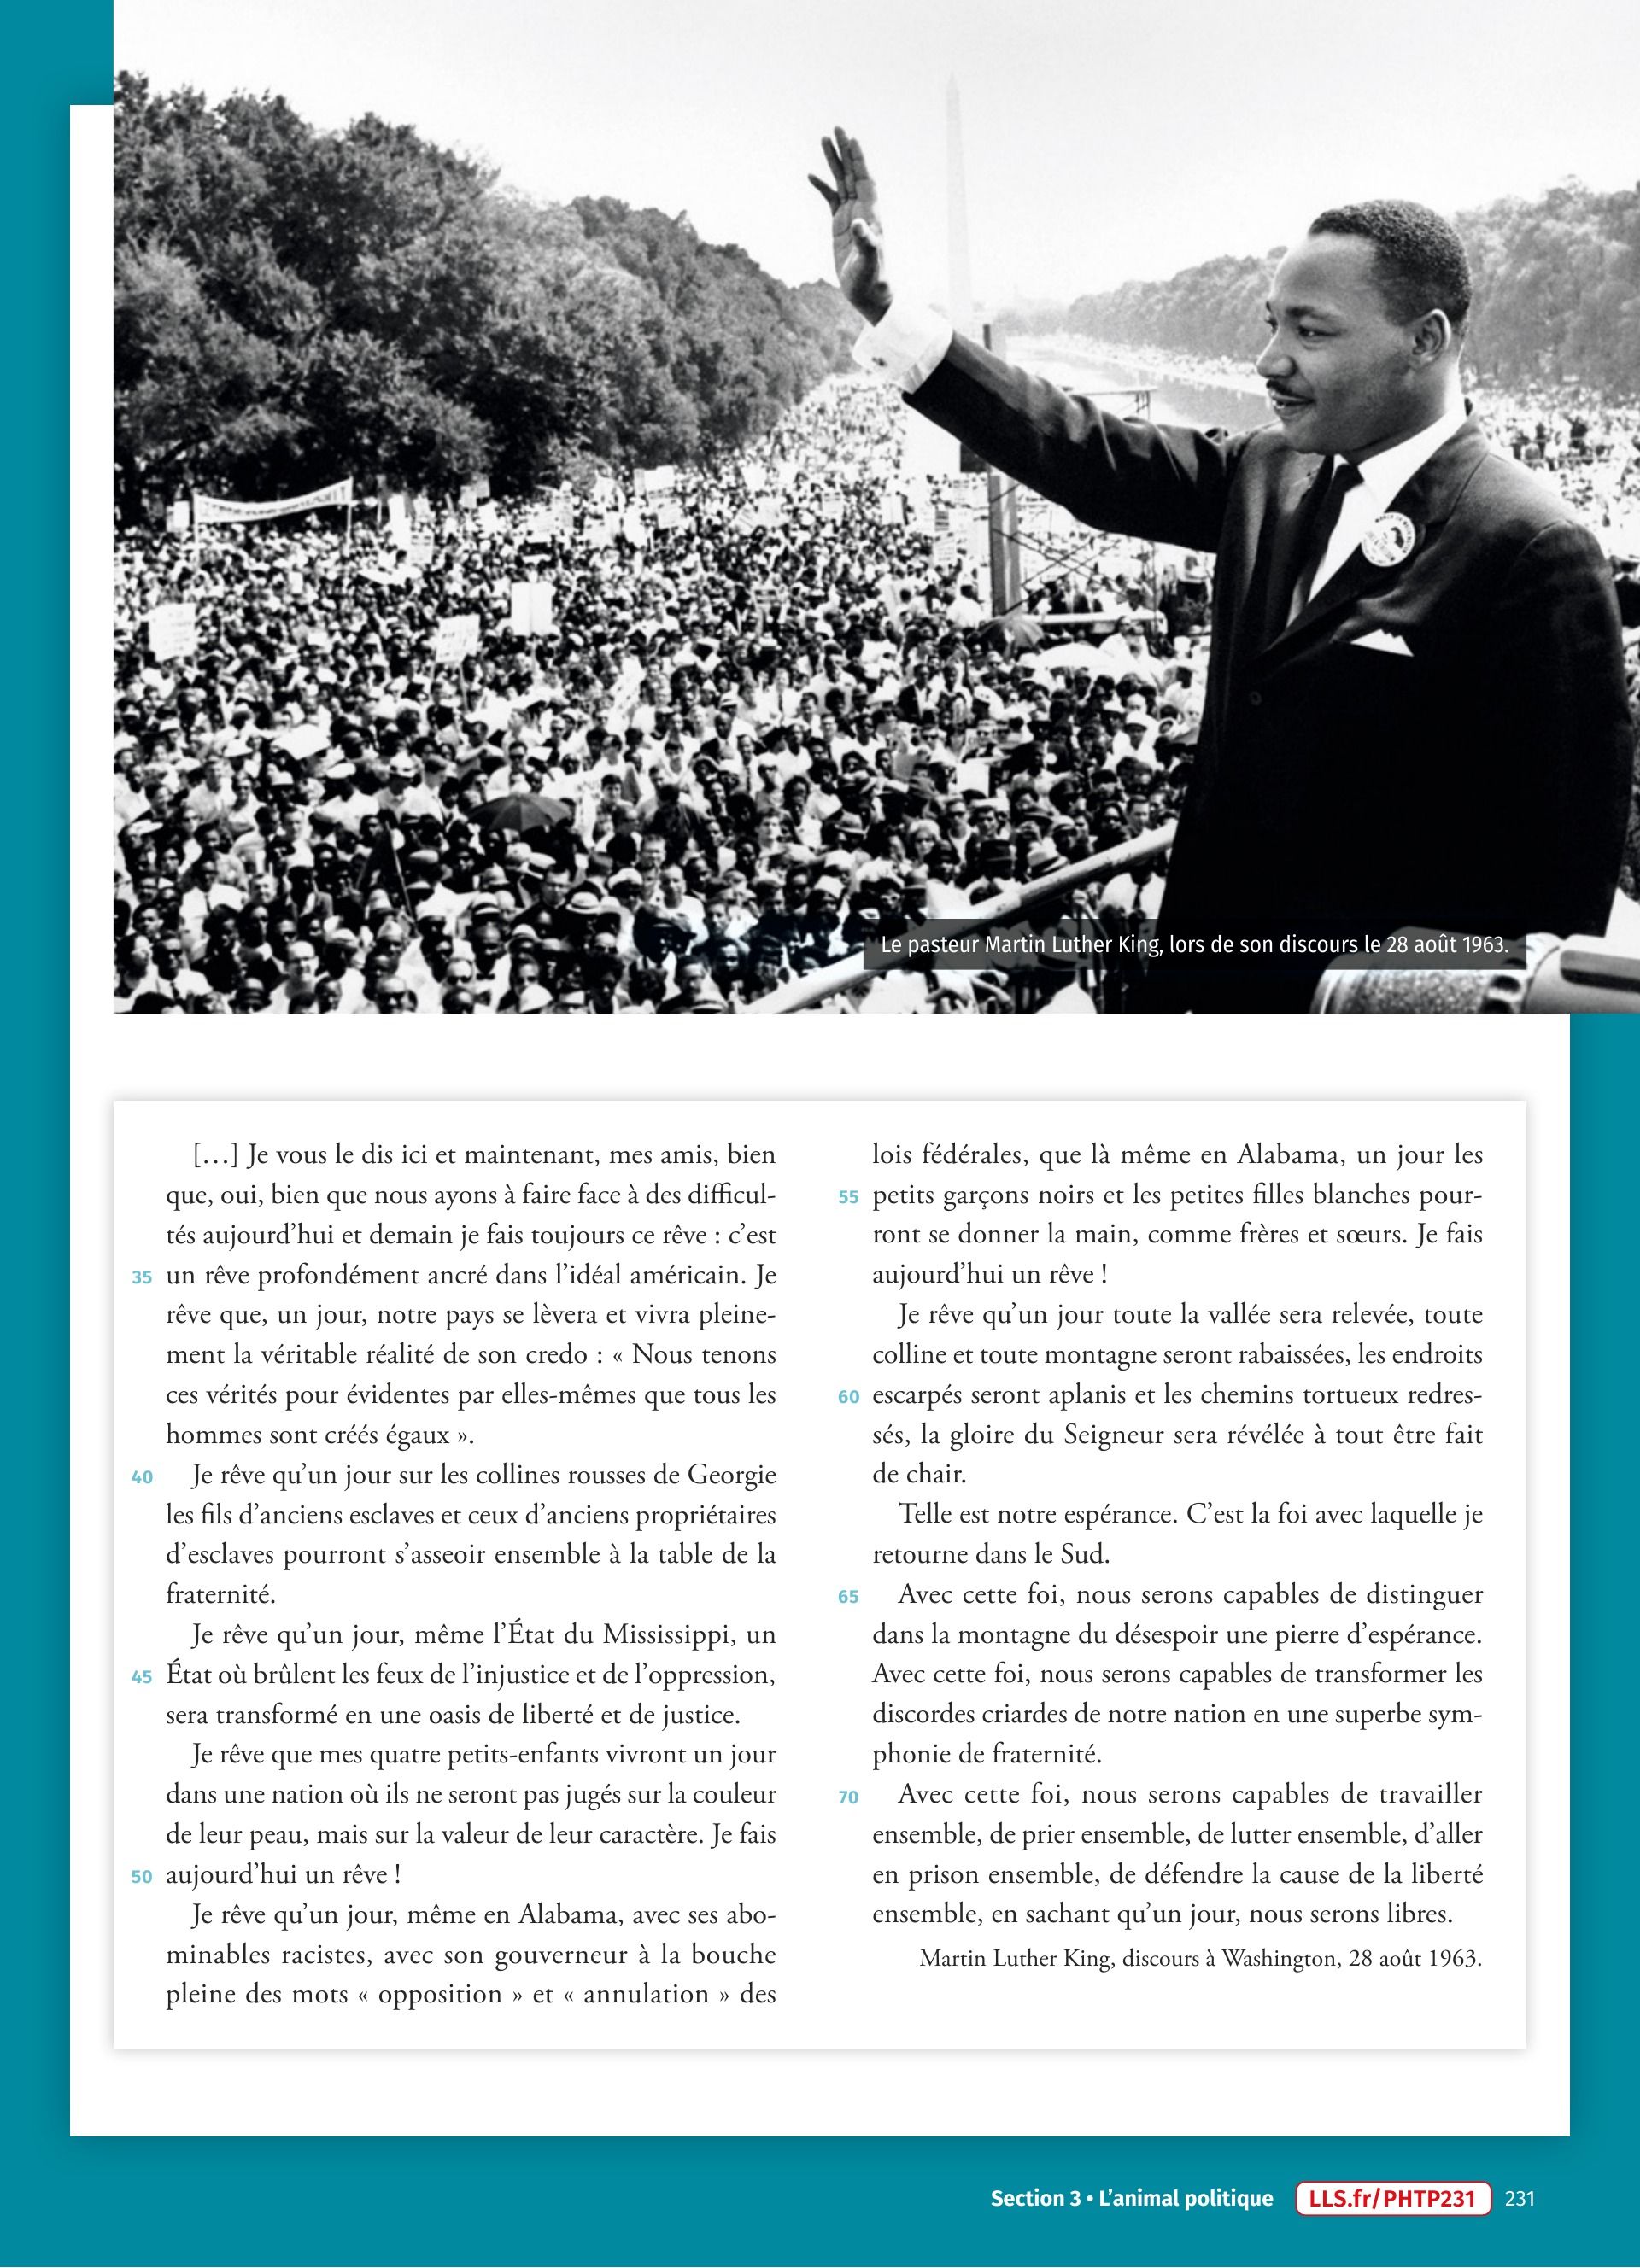 Le pasteur Martin Luther King, lors de son discours le 28 août 1963.
[…] Je vous le dis ici et maintenant, mes amis, bien
que, oui, bien que nous ayons à faire face à des difficul-
tés aujourd’hui et demain je fais toujours ce rêve : c’est
35 un rêve profondément ancré dans l’idéal américain. Je
rêve que, un jour, notre pays se lèvera et vivra pleine-
ment la véritable réalité de son credo : « Nous tenons
ces vérités pour évidentes par elles-mêmes que tous les
hommes sont créés égaux ».
40 Je rêve qu’un jour sur les collines rousses de Georgie
les fils d’anciens esclaves et ceux d’anciens propriétaires
d’esclaves pourront s’asseoir ensemble à la table de la
fraternité.
Je rêve qu’un jour, même l’État du Mississippi, un
45 État où brûlent les feux de l’injustice et de l’oppression,
sera transformé en une oasis de liberté et de justice.
Je rêve que mes quatre petits-enfants vivront un jour
dans une nation où ils ne seront pas jugés sur la couleur
de leur peau, mais sur la valeur de leur caractère. Je fais
50 aujourd’hui un rêve !
Je rêve qu’un jour, même en Alabama, avec ses abo-
minables racistes, avec son gouverneur à la bouche
pleine des mots « opposition » et « annulation » des
lois fédérales, que là même en Alabama, un jour les
55 petits garçons noirs et les petites filles blanches pour-
ront se donner la main, comme frères et sœurs. Je fais
aujourd’hui un rêve !
Je rêve qu’un jour toute la vallée sera relevée, toute
colline et toute montagne seront rabaissées, les endroits
60 escarpés seront aplanis et les chemins tortueux redres-
sés, la gloire du Seigneur sera révélée à tout être fait
de chair.
Telle est notre espérance. C’est la foi avec laquelle je
retourne dans le Sud.
65 Avec cette foi, nous serons capables de distinguer
dans la montagne du désespoir une pierre d’espérance.
Avec cette foi, nous serons capables de transformer les
discordes criardes de notre nation en une superbe sym-
phonie de fraternité.
70 Avec cette foi, nous serons capables de travailler
ensemble, de prier ensemble, de lutter ensemble, d’aller
en prison ensemble, de défendre la cause de la liberté
ensemble, en sachant qu’un jour, nous serons libres.
Martin Luther King, discours à Washington, 28 août 1963.
Section 3 • L’animal politique LLS.fr/PHTP231 231